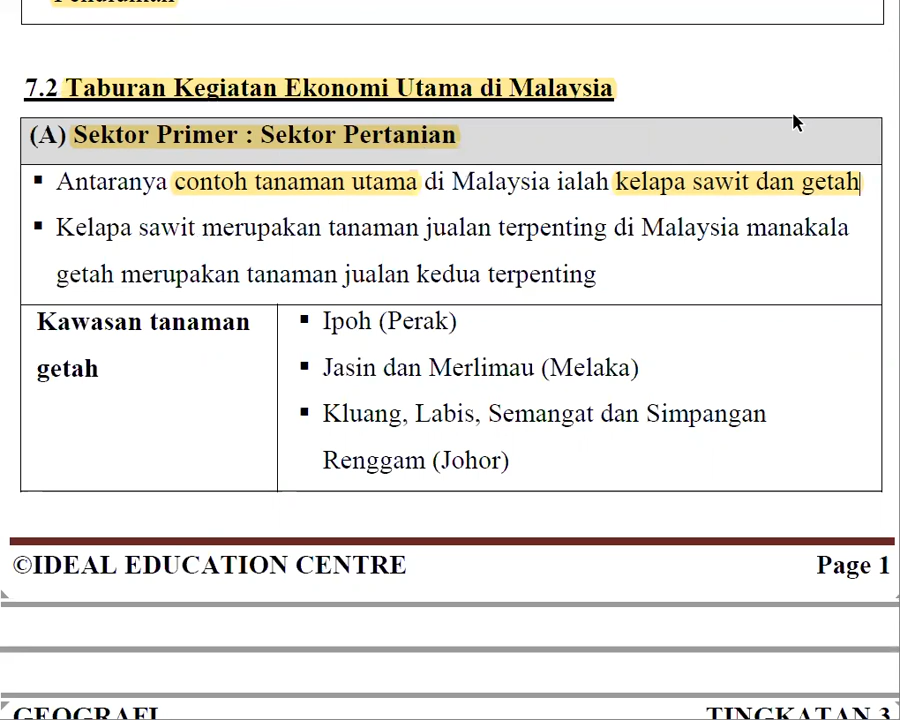 Pendidikan
7.2 Taburan Kegiatan Ekonomi Utama di Malaysia
(A) Sektor Primer : Sektor Pertanian
▪ Antaranya contoh tanaman utama di Malaysia ialah kelapa sawit dan getah
▪ Kelapa sawit merupakan tanaman jualan terpenting di Malaysia manakala
getah merupakan tanaman jualan kedua terpenting
Kawasan tanaman
getah
▪ Ipoh (Perak)
▪ Jasin dan Merlimau (Melaka)
▪ Kluang, Labis, Semangat dan Simpangan
Renggam (Johor)
©IDEAL EDUCATION CENTRE Page 1
GEOGRAFI TINGKATAN 3